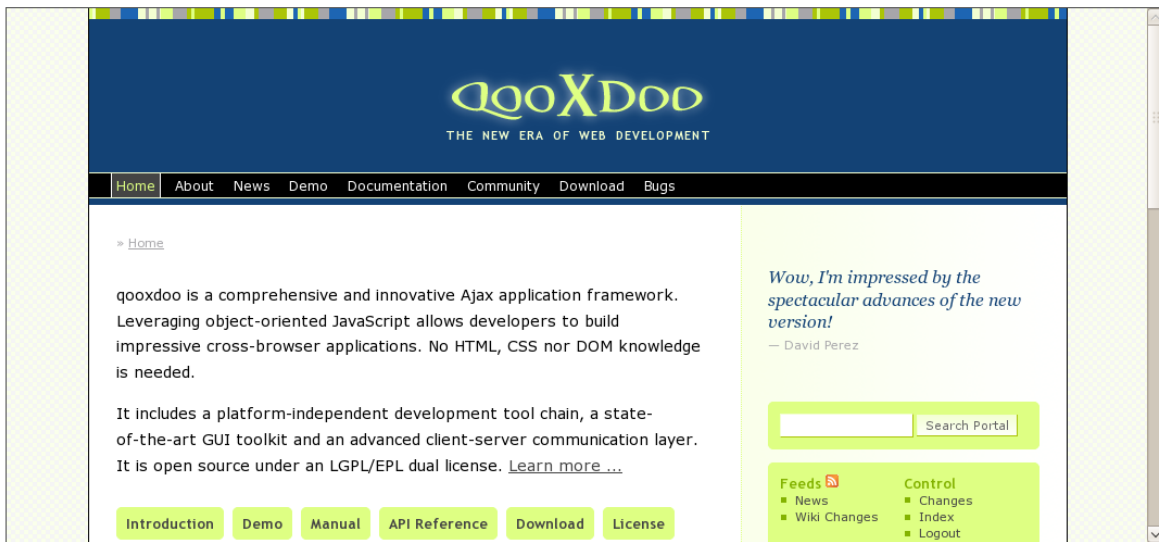 QooXDoo
THE NEW ERA OF WEB DEVELOPMENT
Home About News Demo Documentation Community Download Bugs
» Home
qooxdoo is a comprehensive and innovative Ajax application framework.
Leveraging object-oriented JavaScript allows developers to build
impressive cross-browser applications. No HTML, CSS nor DOM knowledge
is needed.
It includes a platform-independent development tool chain, a state-
of-the-art GUI toolkit and an advanced client-server communication layer.
It is open source under an LGPL/EPL dual license. Learn more ...
Introduction Demo Manual API Reference Download License
Wow, I'm impressed by the
spectacular advances of the new
version!
— David Perez
Search Portal
Feeds
News
Wiki Changes
Control
Changes
Index
Logout